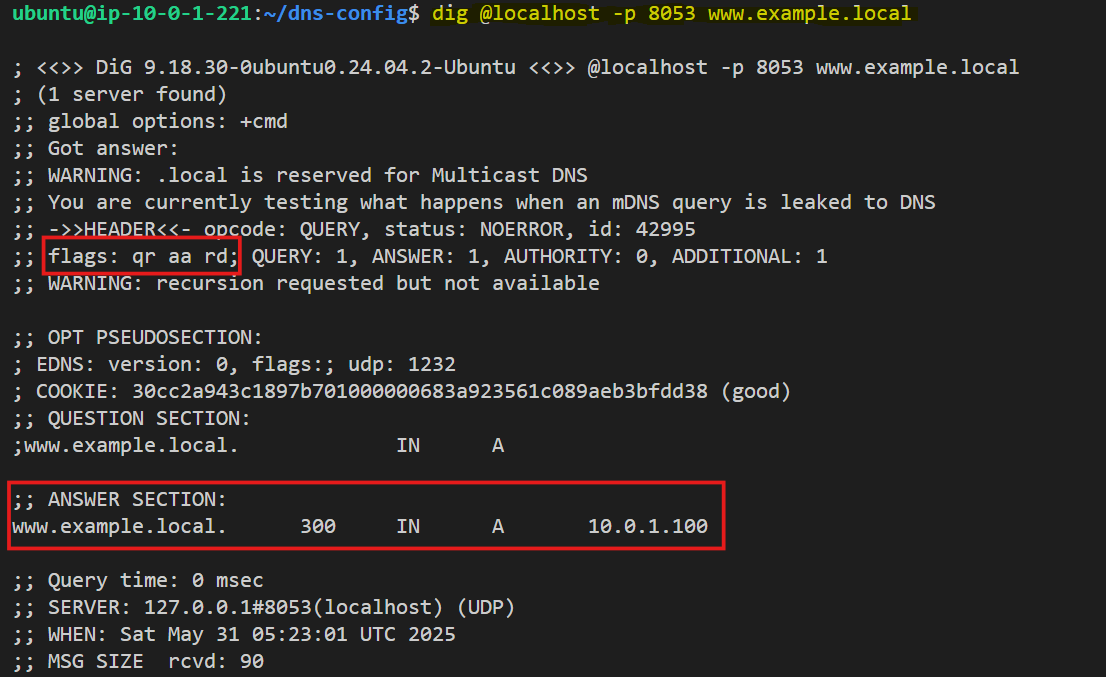 ubuntu@ip-10-0-1-221:~/dns-config$ dig @localhost -p 8053 www.example.local
; <<>> DiG 9.18.30-0ubuntu0.24.04.2-Ubuntu <<>> @localhost -p 8053 www.example.local
; (1 server found)
;; global options: +cmd
;; Got answer:
;; WARNING: .local is reserved for Multicast DNS
;; You are currently testing what happens when an mDNS query is leaked to DNS
;; ->>HEADER<<- opcode: QUERY, status: NOERROR, id: 42995
;; flags: qr aa rd; QUERY: 1, ANSWER: 1, AUTHORITY: 0, ADDITIONAL: 1
;; WARNING: recursion requested but not available
;; OPT PSEUDOSECTION:
; EDNS: version: 0, flags:; udp: 1232
; COOKIE: 30cc2a943c1897b701000000683a923561c089aeb3bfdd38 (good)
;; QUESTION SECTION:
;www.example.local. IN A
;; ANSWER SECTION:
www.example.local. 300 IN A 10.0.1.100
;; Query time: 0 msec
;; SERVER: 127.0.0.1#8053(localhost) (UDP)
;; WHEN: Sat May 31 05:23:01 UTC 2025
;; MSG SIZE rcvd: 90